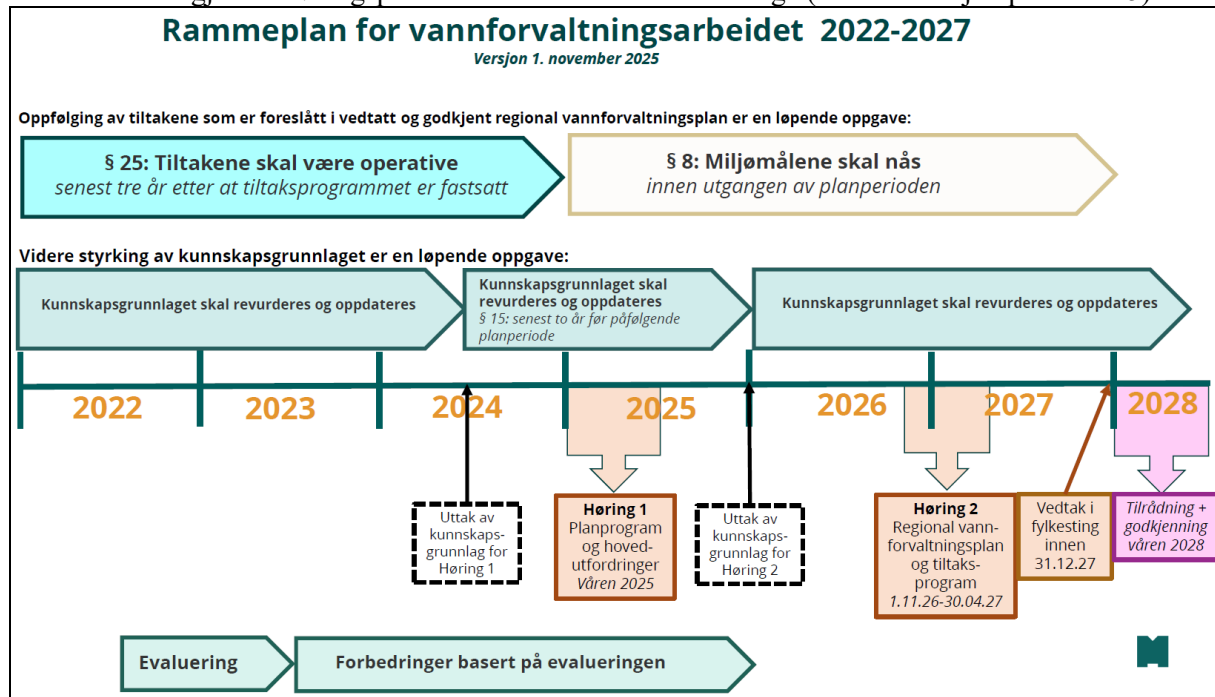 Rammeplan for vannforvaltningsarbeidet 2022-2027
Versjon 1. november 2025
Oppfølging av tiltakene som er foreslått i vedtatt og godkjent regional vannforvaltningsplan er en løpende oppgave:
§ 25: Tiltakene skal være operative
senest tre år etter at tiltaksprogrammet er fastsatt
§ 8: Miljømålene skal nås
innen utgangen av planperioden
Videre styrking av kunnskapsgrunnlaget er en løpende oppgave:
Kunnskapsgrunnlaget skal revurderes og oppdateres
Kunnskapsgrunnlaget skal
revurderes og oppdateres
§ 15: senest to år før påfølgende
planperiode
Kunnskapsgrunnlaget skal revurderes og oppdateres
2022
2023
2024
2025
2026
2027
2028
Uttak av
kunnskaps-
grunnlag for
Høring 1
Høring 1
Planprogram
og hoved-
utfordringer
Våren 2025
Uttak av
kunnskaps-
grunnlag for
Høring 2
Høring 2
Regional vann-
forvaltningsplan
og tiltaks-
program
1.11.26-30.04.27
Vedtak i
fylkesting
innen
31.12.27
Tilrådning +
godkjenning
våren 2028
Evaluering
Forbedringer basert på evalueringen